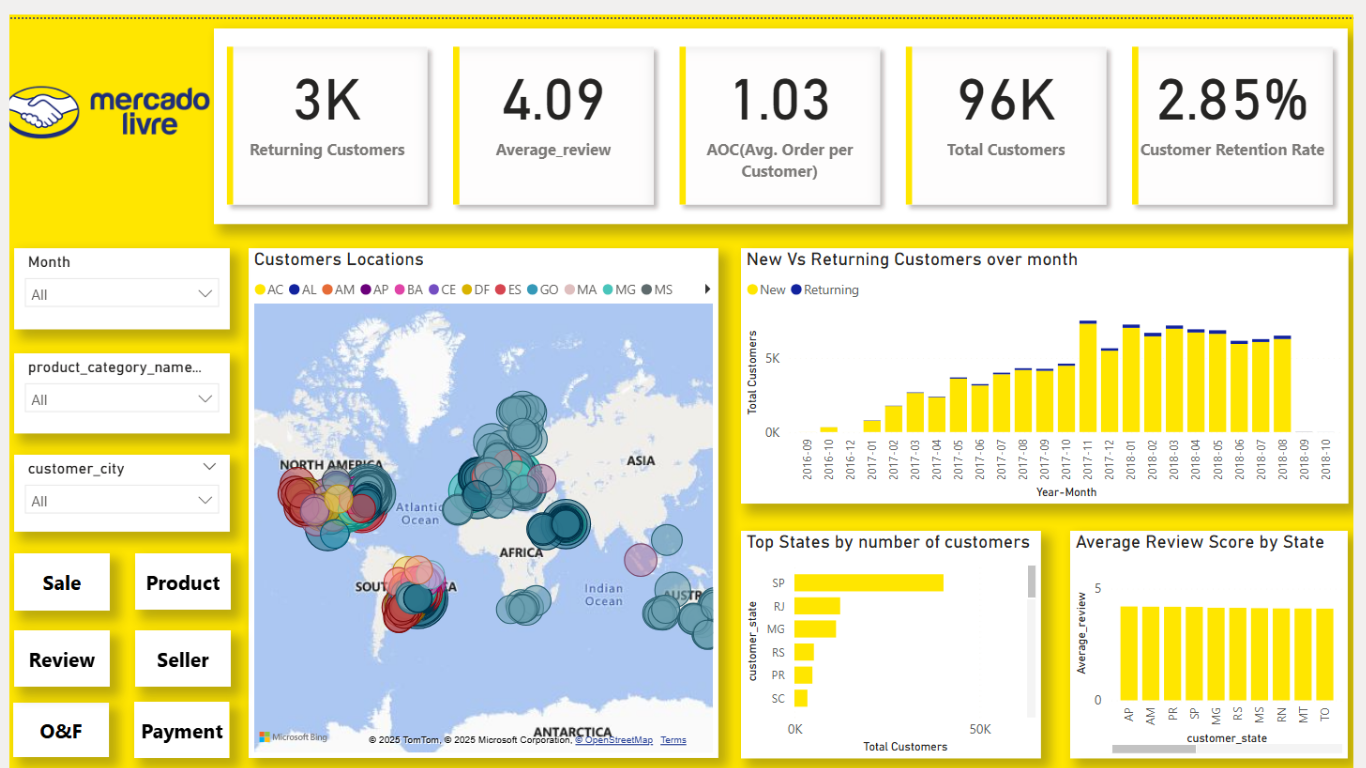 mercado
livre
3K
Returning Customers
4.09
Average_review
1.03
AOC(Avg. Order per
Customer)
96K
Total Customers
2.85%
Customer Retention Rate
Month
All
product_category_name...
All
customer_city
All
Sale
Product
Review
Seller
O&F
Payment
Customers Locations
AC AL AM AP BA CE DF ES GO MA MG MS
NORTH AMERICA
ASIA
Atlantic
Ocean
AFRICA
Indian
Ocean
ANTARCTICA
Microsoft Bing
© 2025 TomTom, © 2025 Microsoft Corporation, © OpenStreetMap Terms
New Vs Returning Customers over month
New Returning
Total Customers
5K
0K
2016-09 2016-10 2016-12 2017-01 2017-02 2017-03 2017-04 2017-05 2017-06 2017-07 2017-08 2017-09 2017-10 2017-11 2017-12 2018-01 2018-02 2018-03 2018-04 2018-05 2018-06 2018-07 2018-08 2018-09 2018-10
Year-Month
Top States by number of customers
customer_state
SP
RJ
MG
RS
PR
SC
0K 50K
Total Customers
Average Review Score by State
Average_review
5
0
AP AM PR SP MG RS MS RN MT TO
customer_state